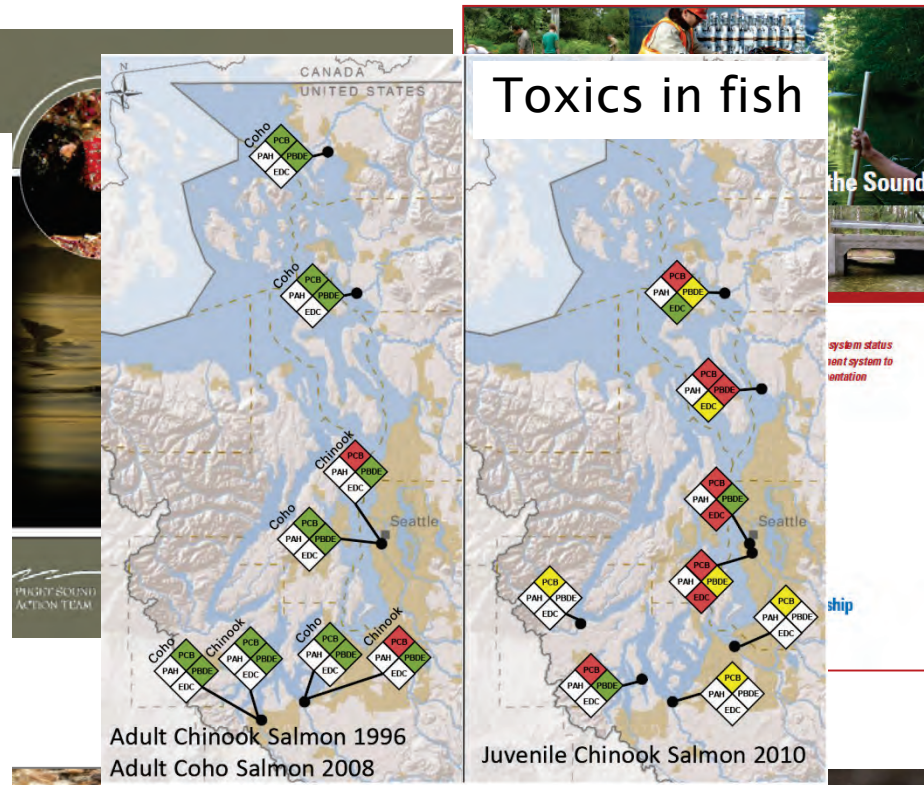 N
CANADA
UNITED STATES
Coho
PCB
PAH
PBDE
EDC
Coho
PCB
PAH
PBDE
EDC
Chinook
PCB
PAH
PBDE
EDC
Coho
PCB
PAH
PBDE
EDC
Seattle
Coho
PCB
PAH
PBDE
EDC
Chinook
PCB
PAH
PBDE
EDC
Coho
PCB
PAH
PBDE
EDC
Chinook
PCB
PAH
PBDE
EDC
Adult Chinook Salmon 1996
Adult Coho Salmon 2008
Toxics in fish
PCB
PAH
PBDE
EDC
PCB
PAH
PBDE
EDC
PCB
PAH
PBDE
EDC
Seattle
PCB
PAH
PBDE
EDC
PCB
PAH
PBDE
EDC
PCB
PAH
PBDE
EDC
PCB
PAH
PBDE
EDC
PCB
PAH
PBDE
EDC
Juvenile Chinook Salmon 2010
the Sound
system status
ment system to
entation
ship
PUGET SOUND
ACTION TEAM